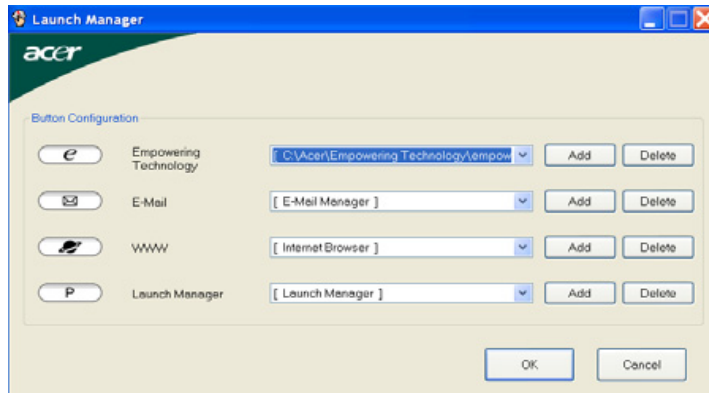 Launch Manager
acer
Button Configuration
e
Empowering
Technology
[ C:\Acer\Empowering Technology\empow
Add
Delete
E-Mail
[ E-Mail Manager ]
Add
Delete
WWW
[ Internet Browser ]
Add
Delete
P
Launch Manager
[ Launch Manager ]
Add
Delete
OK
Cancel